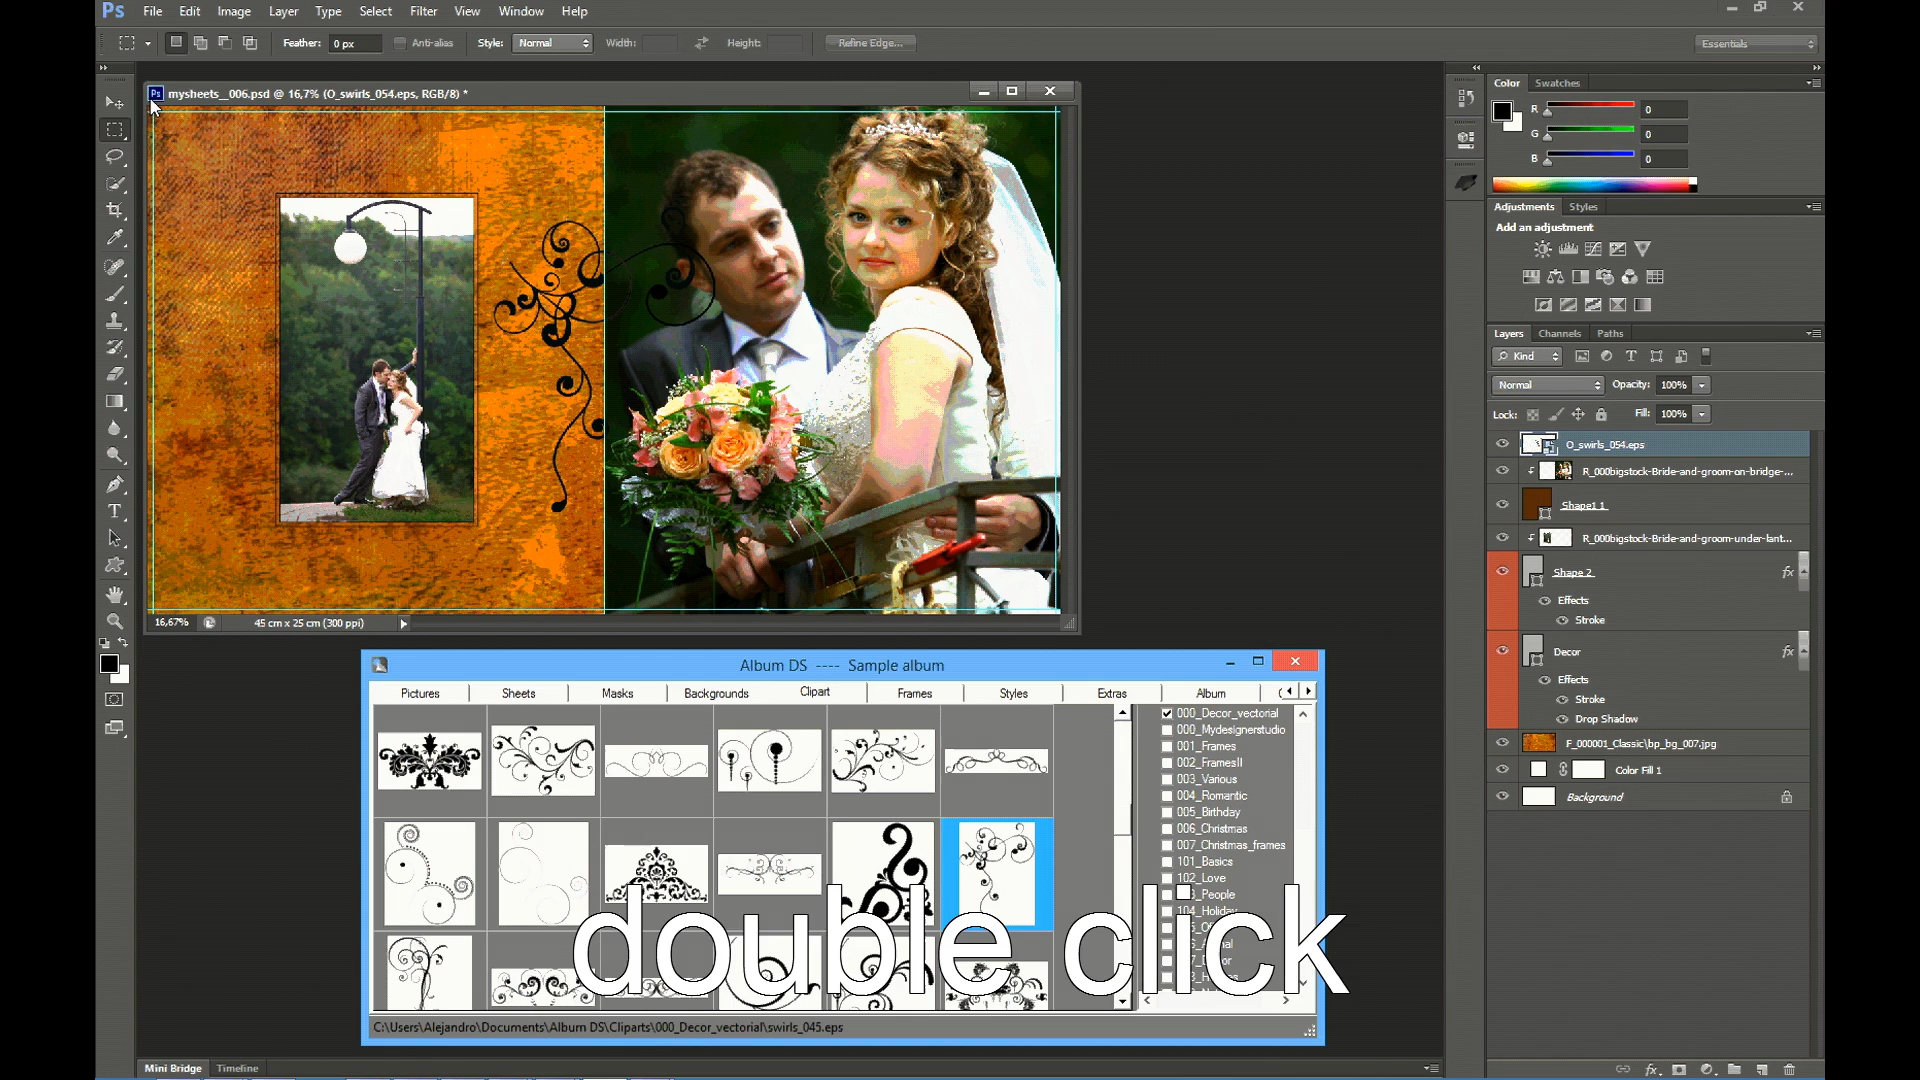 Ps File Edit Image Layer Type Select Filter View Window Help
Feather: 0 px Anti-alias Style: Normal Width: Height: Refine Edge... Essentials
mysheets__006.psd @ 16,7% (O_swirls_054.eps, RGB/8) *
16,67% 45 cm x 25 cm (300 ppi)
Color Swatches
R 0
G 0
B 0
Adjustments Styles
Add an adjustment
Layers Channels Paths
Kind
Normal Opacity: 100%
Lock: Fill: 100%
O_swirls_054.eps
R_000bigstock-Bride-and-groom-on-bridge-...
Shape1 1
R_000bigstock-Bride-and-groom-under-lant...
Shape 2 fx
Effects
Stroke
Decor fx
Effects
Stroke
Drop Shadow
F_000001_Classic\bp_bg_007.jpg
Color Fill 1
Background
Album DS ---- Sample album
Pictures Sheets Masks Backgrounds Clipart Frames Styles Extras Album
000_Decor_vectorial
000_Mydesignerstudio
001_Frames
002_FramesII
003_Various
004_Romantic
005_Birthday
006_Christmas
007_Christmas_frames
101_Basics
102_Love
People
104_Holiday
double click
C:\Users\Alejandro\Documents\Album DS\Cliparts\000_Decor_vectorial\swirls_045.eps
Mini Bridge Timeline
fx